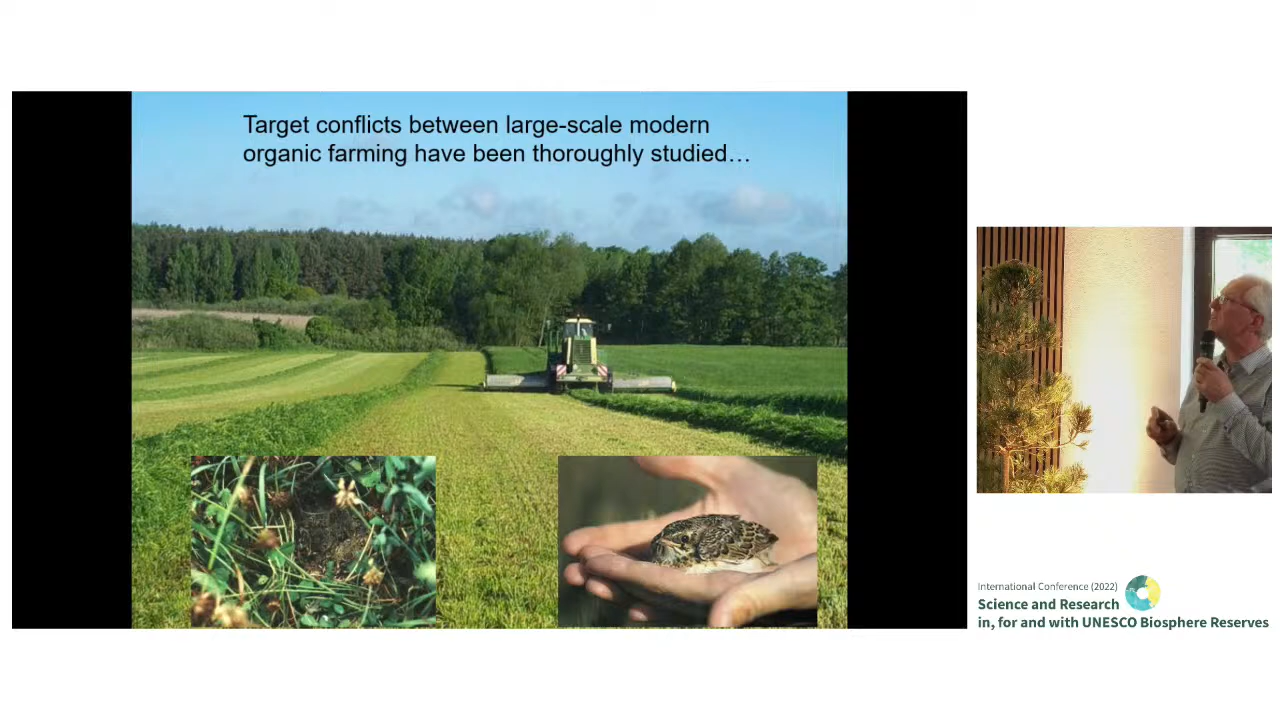 Target conflicts between large-scale modern
organic farming have been thoroughly studied…
International Conference (2022)
Science and Research
in, for and with UNESCO Biosphere Reserves